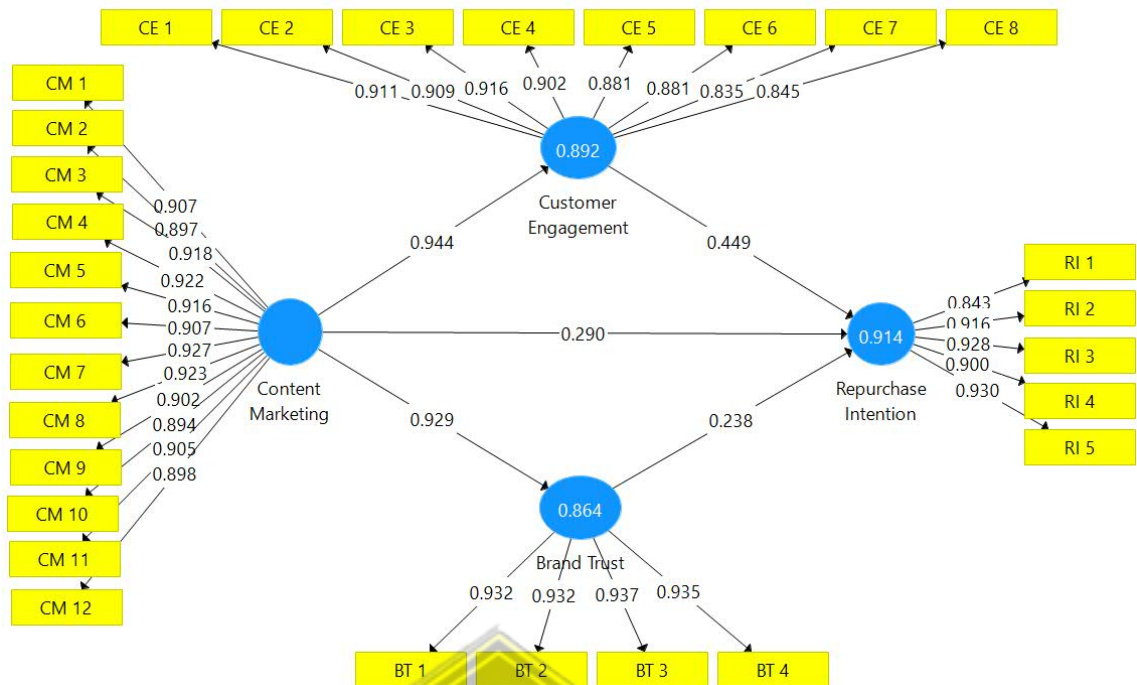 CE 1
CE 2
CE 3
CE 4
CE 5
CE 6
CE 7
CE 8
0.911
0.909
0.916
0.902
0.881
0.881
0.835
0.845
CM 1
CM 2
CM 3
CM 4
CM 5
CM 6
CM 7
CM 8
CM 9
CM 10
CM 11
CM 12
0.907
0.897
0.918
0.922
0.916
0.907
0.927
0.923
0.902
0.894
0.905
0.898
0.892
Customer
Engagement
0.944
0.449
Content
Marketing
0.290
0.929
0.238
0.914
Repurchase
Intention
0.843
0.916
0.928
0.900
0.930
RI 1
RI 2
RI 3
RI 4
RI 5
0.864
Brand Trust
0.932
0.932
0.937
0.935
BT 1
BT 2
BT 3
BT 4